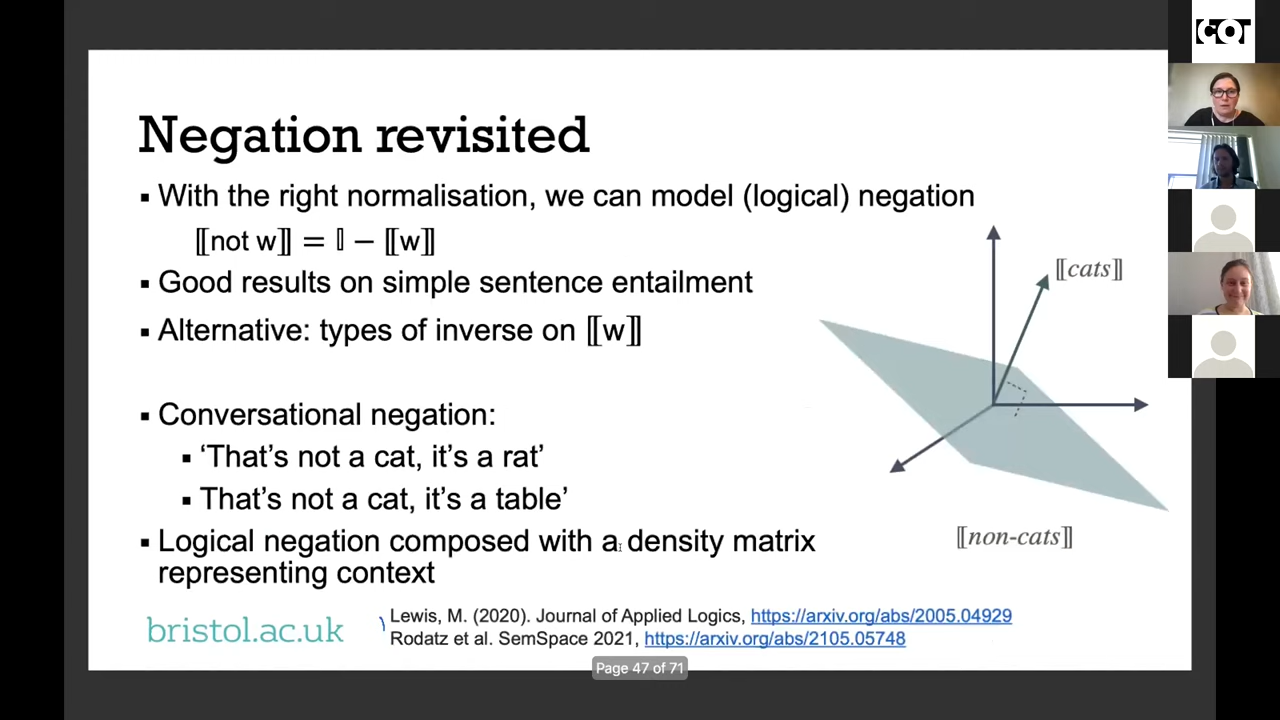 Negation revisited
▪ With the right normalisation, we can model (logical) negation
⟦not w⟧ = 𝕀 − ⟦w⟧
▪ Good results on simple sentence entailment
▪ Alternative: types of inverse on ⟦w⟧
▪ Conversational negation:
▪ ‘That’s not a cat, it’s a rat’
▪ That’s not a cat, it’s a table’
▪ Logical negation composed with a density matrix
representing context
⟦cats⟧
⟦non-cats⟧
bristol.ac.uk
Lewis, M. (2020). Journal of Applied Logics, https://arxiv.org/abs/2005.04929
Rodatz et al. SemSpace 2021, https://arxiv.org/abs/2105.05748
Page 47 of 71